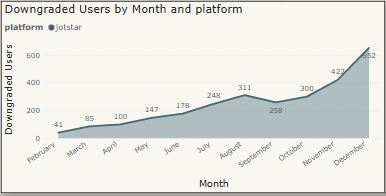 Downgraded Users by Month and platform
platform jotstar
Downgraded Users
600
400
200
0
41
85
100
147
178
248
311
258
300
422
652
February
March
April
May
June
July
August
September
October
November
December
Month